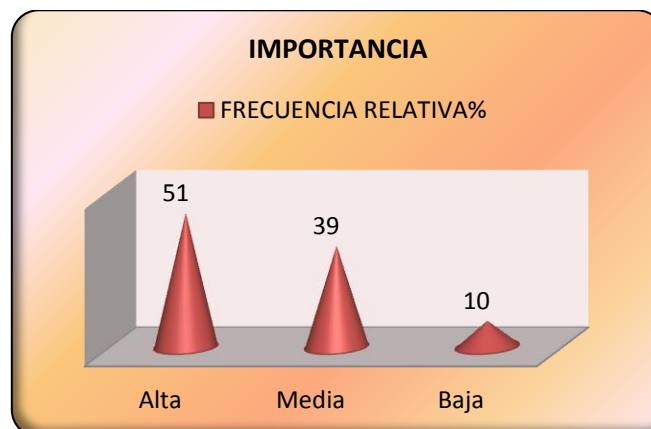 IMPORTANCIA
FRECUENCIA RELATIVA%
51
39
10
Alta Media Baja